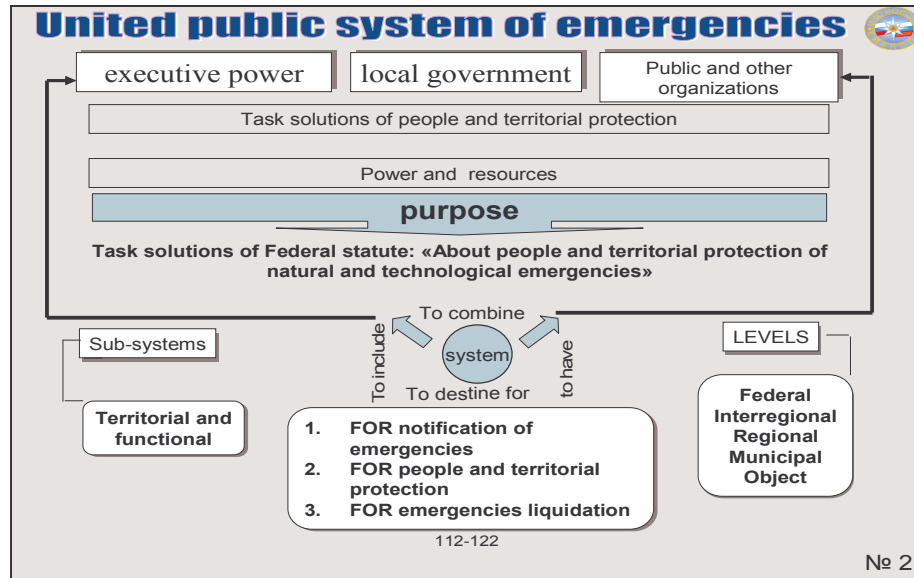 United public system of emergencies
executive power
local government
Public and other
organizations
Task solutions of people and territorial protection
Power and resources
purpose
Task solutions of Federal statute: «About people and territorial protection of
natural and technological emergencies»
To combine
To include
system
to have
To destine for
Sub-systems
Territorial and
functional
1. FOR notification of
emergencies
2. FOR people and territorial
protection
3. FOR emergencies liquidation
112-122
LEVELS
Federal
Interregional
Regional
Municipal
Object
№ 2